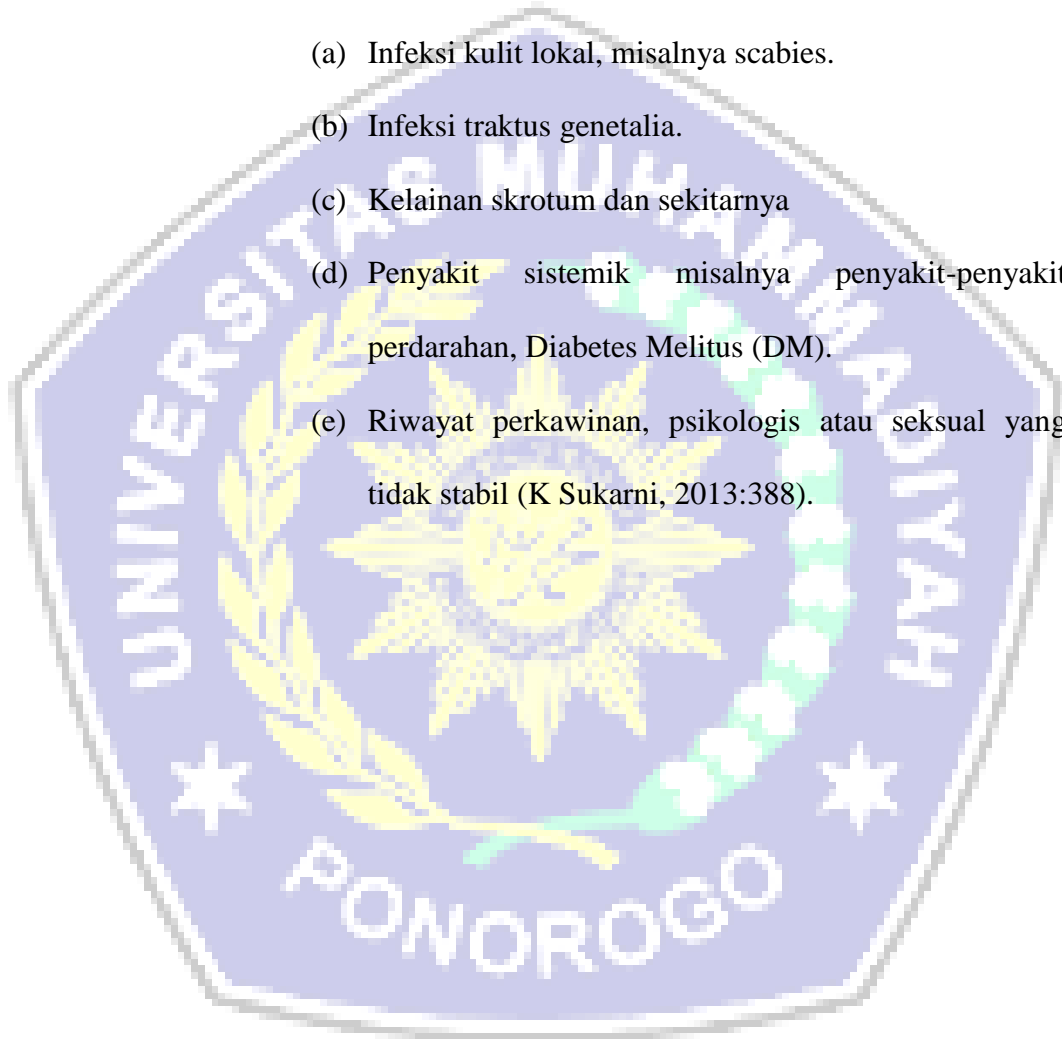 (a) Infeksi kulit lokal, misalnya scabies.
(b) Infeksi traktus genetalia.
(c) Kelainan skrotum dan sekitarnya
(d) Penyakit sistemik misalnya penyakit-penyakit
perdarahan, Diabetes Melitus (DM).
(e) Riwayat perkawinan, psikologis atau seksual yang
tidak stabil (K Sukarni, 2013:388).
UNIVERSITAS MUHAMMADIYAH
PONOROGO